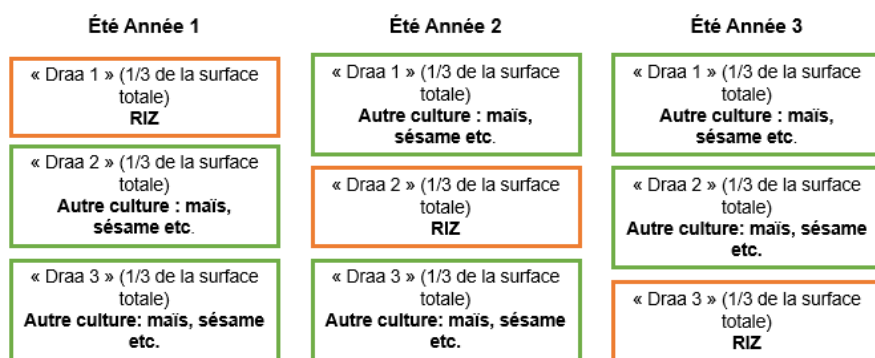 Été Année 1
« Draa 1 » (1/3 de la surface
totale)
RIZ
« Draa 2 » (1/3 de la surface
totale)
Autre culture : maïs,
sésame etc.
« Draa 3 » (1/3 de la surface
totale)
Autre culture: maïs, sésame
etc.
Été Année 2
« Draa 1 » (1/3 de la surface
totale)
Autre culture : maïs,
sésame etc.
« Draa 2 » (1/3 de la surface
totale)
RIZ
« Draa 3 » (1/3 de la surface
totale)
Autre culture: maïs, sésame
etc.
Été Année 3
« Draa 1 » (1/3 de la surface
totale)
Autre culture : maïs,
sésame etc.
« Draa 2 » (1/3 de la surface
totale)
Autre culture: maïs, sésame
etc.
« Draa 3 » (1/3 de la surface
totale)
RIZ